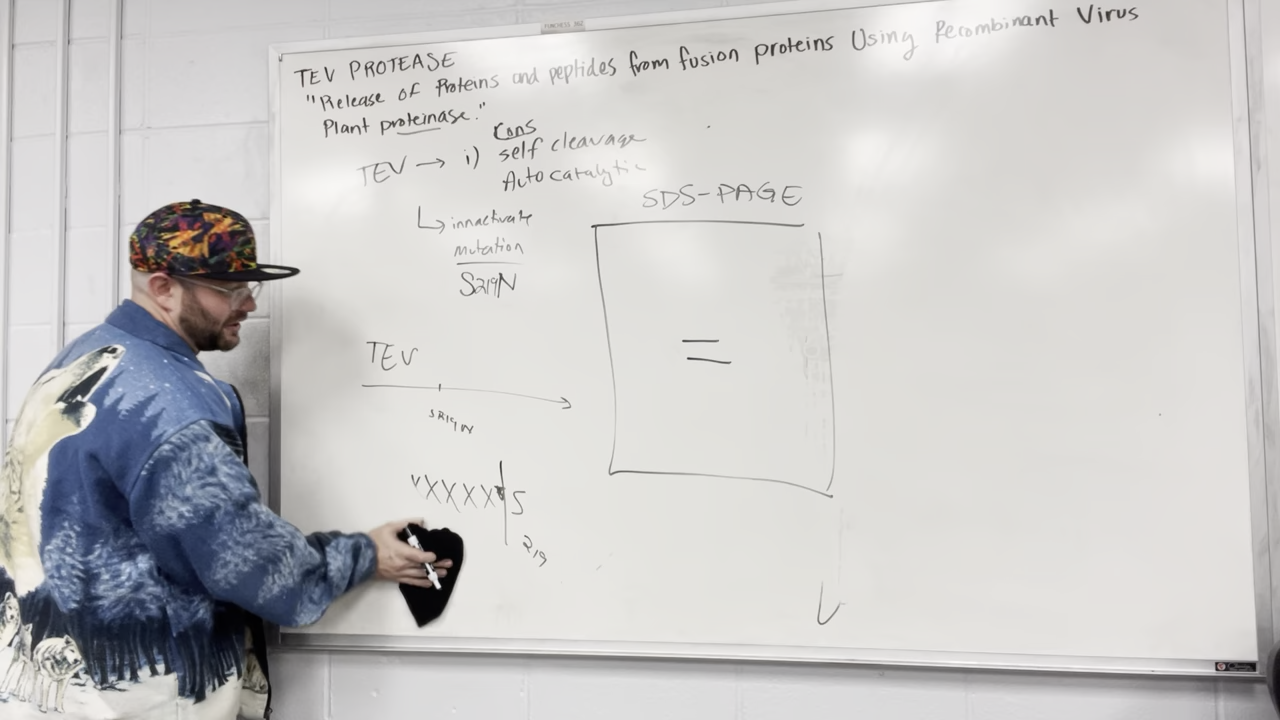 TEV PROTEASE
"Release of Proteins and peptides from fusion proteins Using Recombinant Virus
Plant proteinase."
Cons
TEV → i) self cleavage
Autocatalytic
↳ innactivate
mutation
S219N
SDS-PAGE
TEV
S219N
XXXX S
219